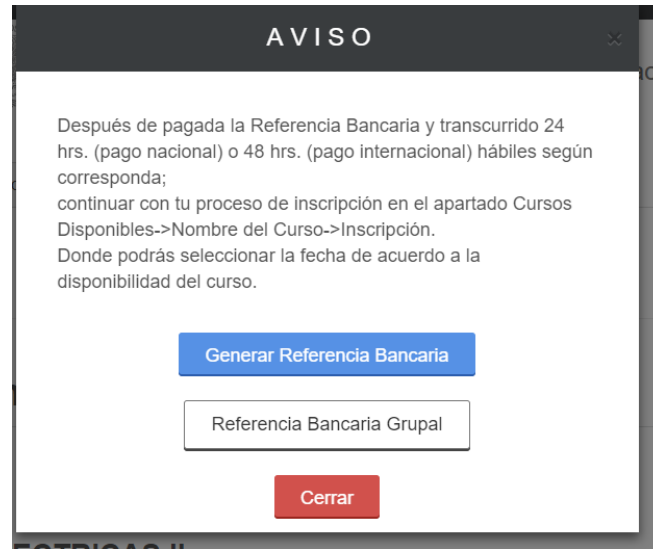 AVISO
×
Después de pagada la Referencia Bancaria y transcurrido 24
hrs. (pago nacional) o 48 hrs. (pago internacional) hábiles según
corresponda;
continuar con tu proceso de inscripción en el apartado Cursos
Disponibles->Nombre del Curso->Inscripción.
Donde podrás seleccionar la fecha de acuerdo a la
disponibilidad del curso.
Generar Referencia Bancaria
Referencia Bancaria Grupal
Cerrar